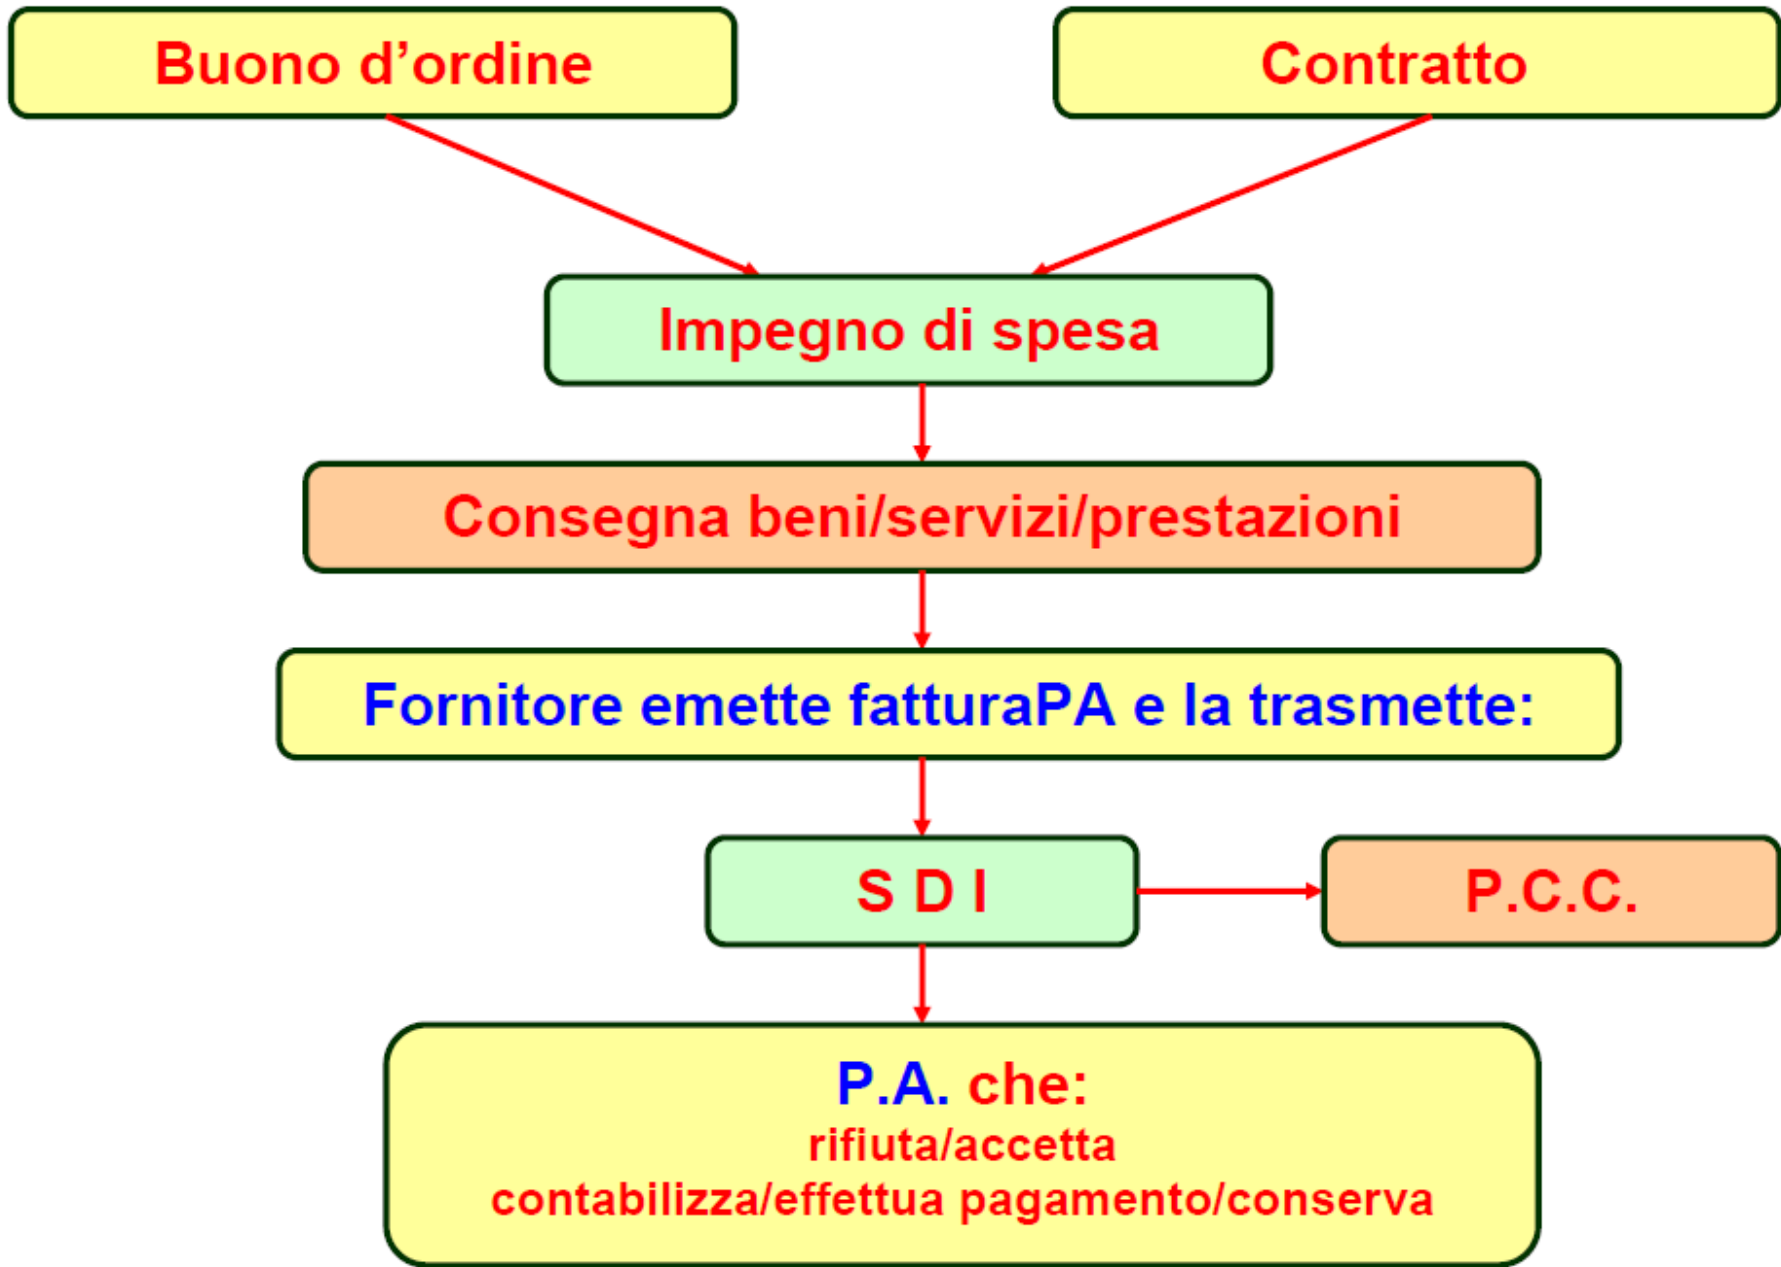 Buono d’ordine
Contratto
Impegno di spesa
Consegna beni/servizi/prestazioni
Fornitore emette fatturaPA e la trasmette:
S D I
P.C.C.
P.A. che:
rifiuta/accetta
contabilizza/effettua pagamento/conserva